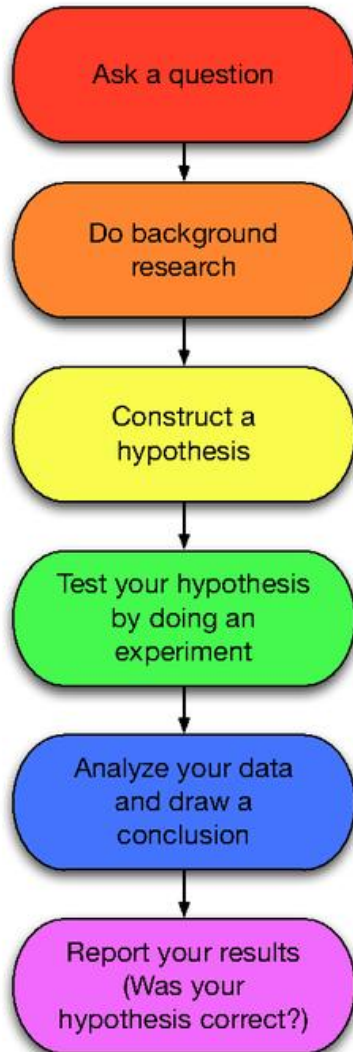 Ask a question
Do background
research
Construct a
hypothesis
Test your hypothesis
by doing an
experiment
Analyze your data
and draw a
conclusion
Report your results
(Was your
hypothesis correct?)